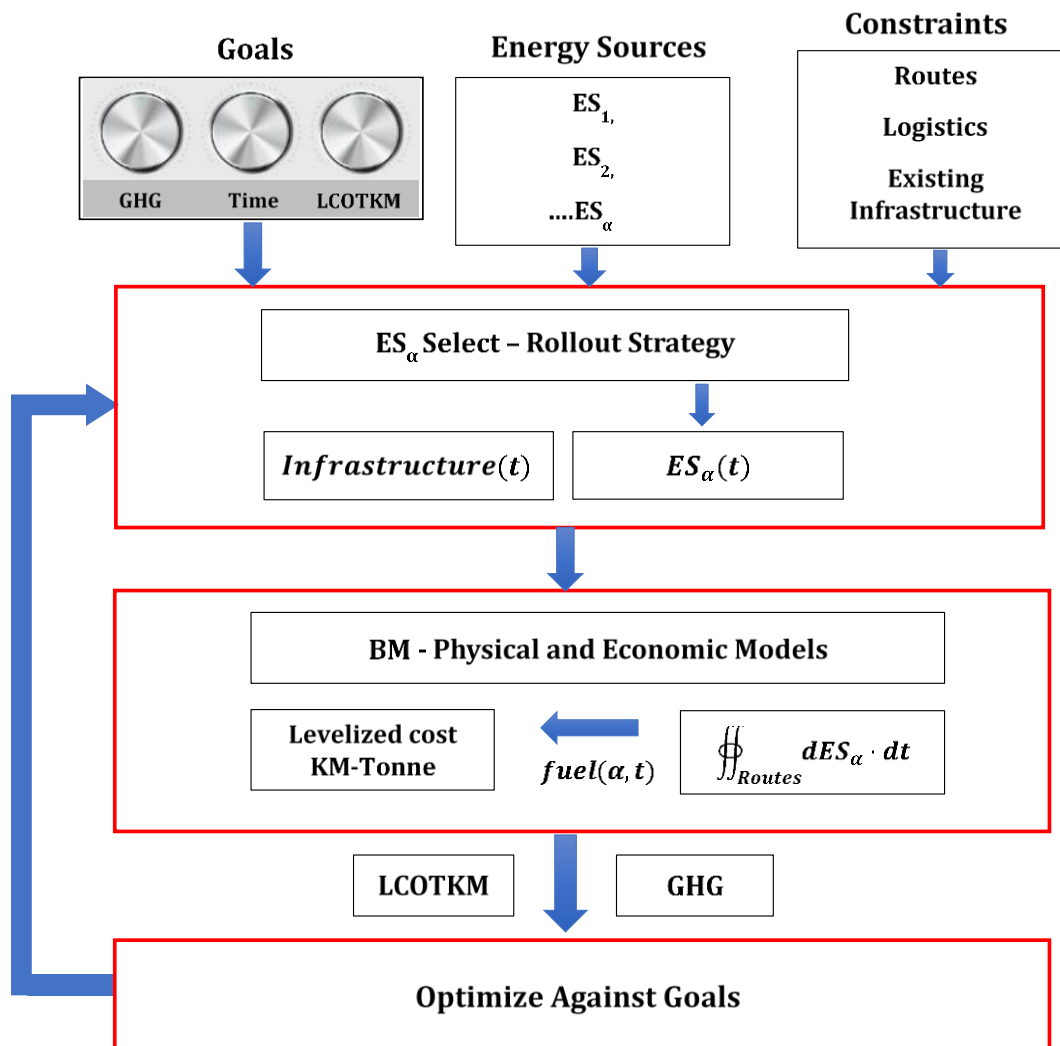 Goals
GHG Time LCOTKM
Energy Sources
ES1,
ES2,
....ESα
Constraints
Routes
Logistics
Existing
Infrastructure
ESα Select – Rollout Strategy
Infrastructure(t)
ESα(t)
BM - Physical and Economic Models
Levelized cost
KM-Tonne
fuel(α, t)
∯Routes dESα · dt
LCOTKM
GHG
Optimize Against Goals